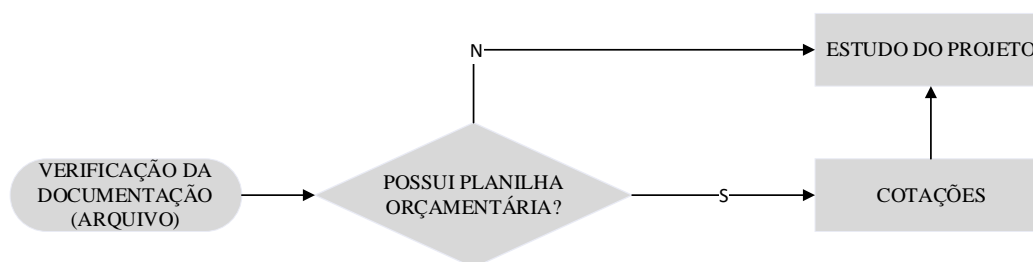 N
ESTUDO DO PROJETO
VERIFICAÇÃO DA
DOCUMENTAÇÃO
(ARQUIVO)
POSSUI PLANILHA
ORÇAMENTÁRIA?
S
COTAÇÕES